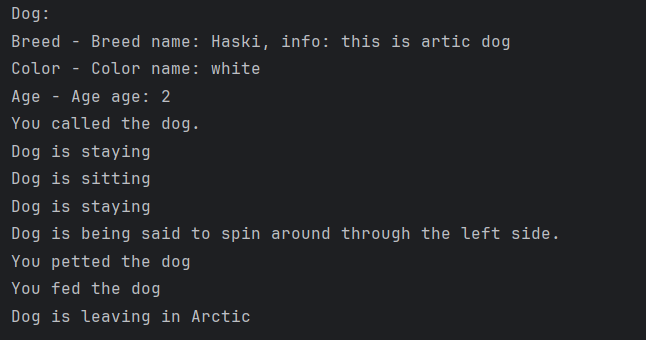 Dog:
Breed - Breed name: Haski, info: this is artic dog
Color - Color name: white
Age - Age age: 2
You called the dog.
Dog is staying
Dog is sitting
Dog is staying
Dog is being said to spin around through the left side.
You petted the dog
You fed the dog
Dog is leaving in Arctic